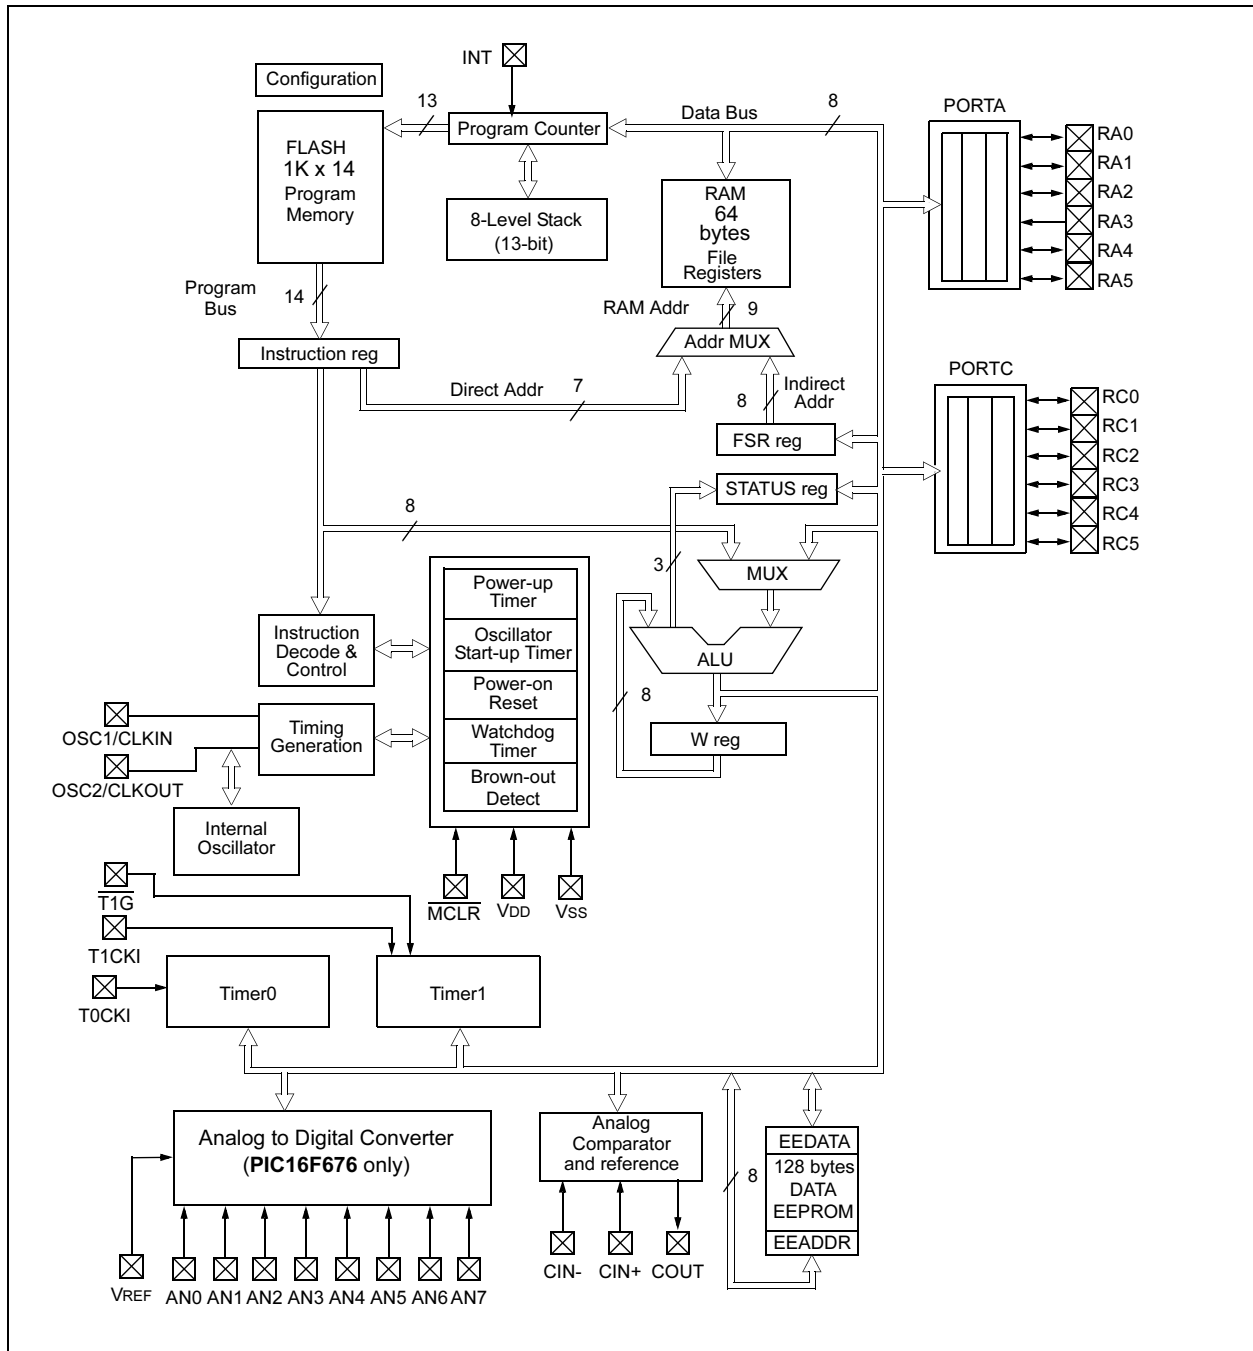 INT
Configuration
13
Data Bus
8
PORTA
Program Counter
FLASH
1K x 14
Program
Memory
8-Level Stack
(13-bit)
RAM
64
bytes
File
Registers
RA0
RA1
RA2
RA3
RA4
RA5
Program
Bus
14
RAM Addr
9
Addr MUX
Instruction reg
Direct Addr
7
8
Indirect
Addr
FSR reg
STATUS reg
PORTC
RC0
RC1
RC2
RC3
RC4
RC5
8
3
MUX
Power-up
Timer
Oscillator
Start-up Timer
Power-on
Reset
Watchdog
Timer
Brown-out
Detect
Instruction
Decode &
Control
ALU
8
W reg
OSC1/CLKIN
Timing
Generation
OSC2/CLKOUT
Internal
Oscillator
T1G
MCLR
VDD
VSS
T1CKI
T0CKI
Timer0
Timer1
Analog to Digital Converter
(PIC16F676 only)
Analog
Comparator
and reference
8
EEDATA
128 bytes
DATA
EEPROM
EEADDR
VREF
AN0
AN1
AN2
AN3
AN4
AN5
AN6
AN7
CIN-
CIN+
COUT